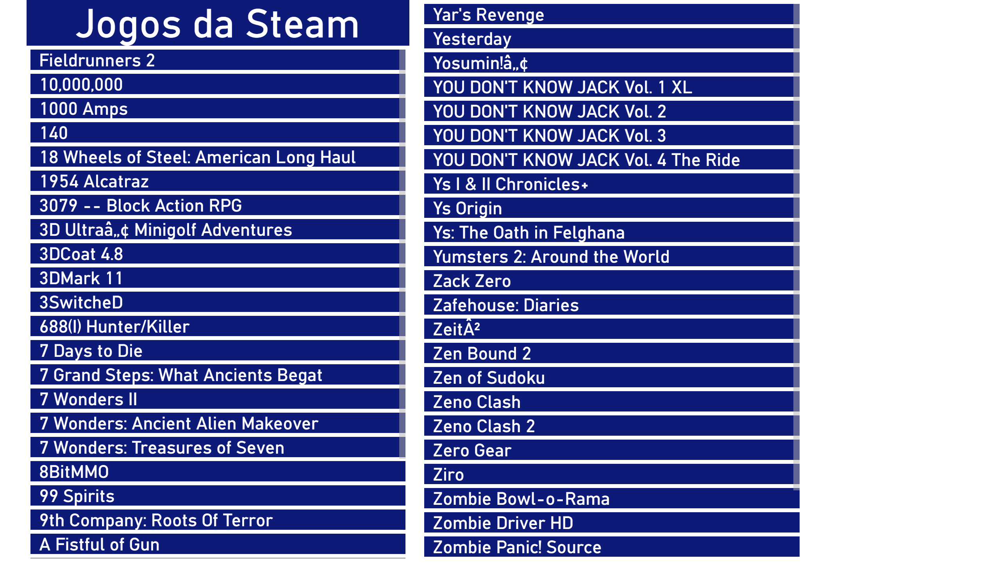 Jogos da Steam
Fieldrunners 2
10,000,000
1000 Amps
140
18 Wheels of Steel: American Long Haul
1954 Alcatraz
3079 -- Block Action RPG
3D Ultraâ„¢ Minigolf Adventures
3DCoat 4.8
3DMark 11
3SwitcheD
688(I) Hunter/Killer
7 Days to Die
7 Grand Steps: What Ancients Begat
7 Wonders II
7 Wonders: Ancient Alien Makeover
7 Wonders: Treasures of Seven
8BitMMO
99 Spirits
9th Company: Roots Of Terror
A Fistful of Gun
Yar's Revenge
Yesterday
Yosumin!â„¢
YOU DON'T KNOW JACK Vol. 1 XL
YOU DON'T KNOW JACK Vol. 2
YOU DON'T KNOW JACK Vol. 3
YOU DON'T KNOW JACK Vol. 4 The Ride
Ys I & II Chronicles+
Ys Origin
Ys: The Oath in Felghana
Yumsters 2: Around the World
Zack Zero
Zafehouse: Diaries
ZeitÂ²
Zen Bound 2
Zen of Sudoku
Zeno Clash
Zeno Clash 2
Zero Gear
Ziro
Zombie Bowl-o-Rama
Zombie Driver HD
Zombie Panic! Source